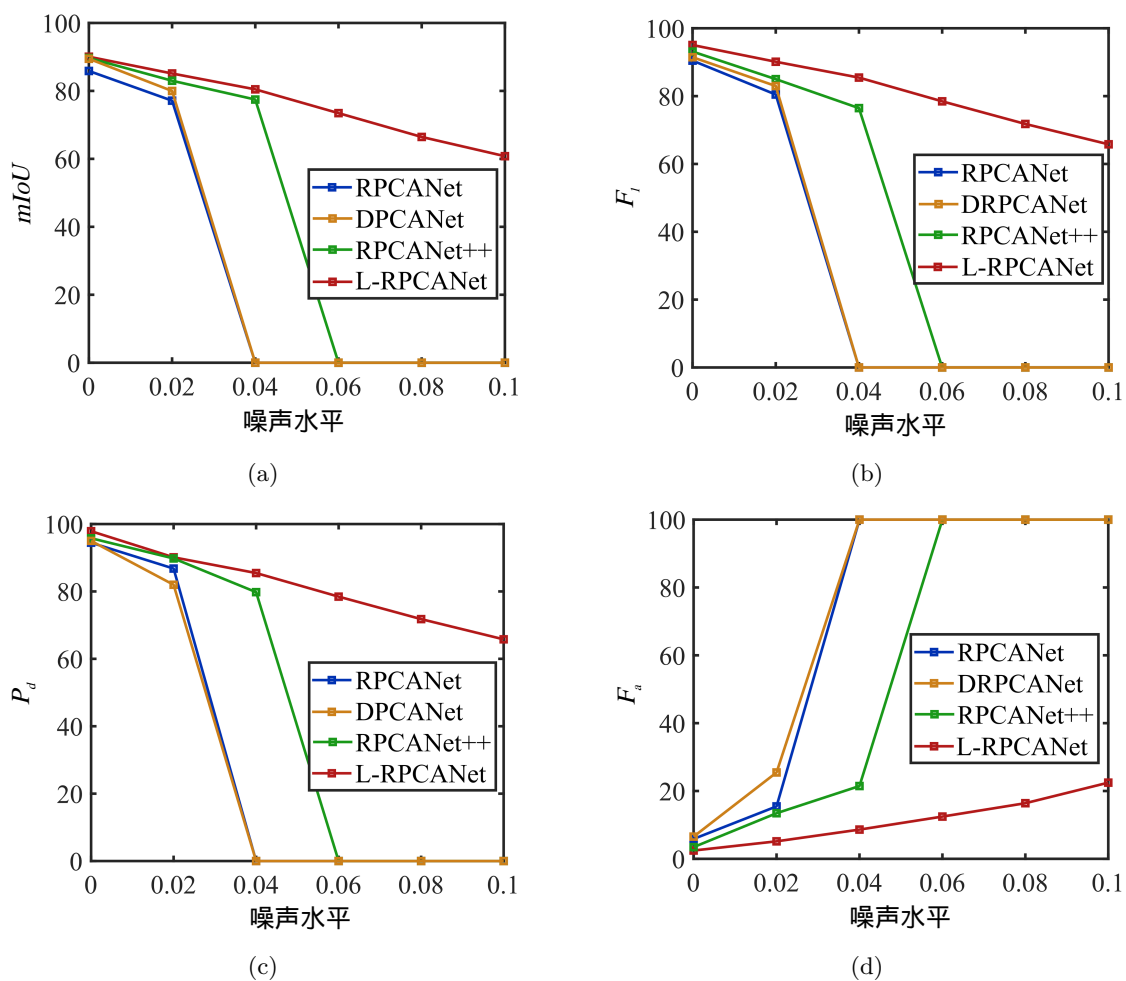 100
80
60
40
20
0
mIoU
RPCANet
DPCANet
RPCANet++
L-RPCANet
0 0.02 0.04 0.06 0.08 0.1
噪声水平
(a)
100
80
60
40
20
0
F1
RPCANet
DRPCANet
RPCANet++
L-RPCANet
0 0.02 0.04 0.06 0.08 0.1
噪声水平
(b)
100
80
60
40
20
0
Pd
RPCANet
DPCANet
RPCANet++
L-RPCANet
0 0.02 0.04 0.06 0.08 0.1
噪声水平
(c)
100
80
60
40
20
0
Fa
RPCANet
DRPCANet
RPCANet++
L-RPCANet
0 0.02 0.04 0.06 0.08 0.1
噪声水平
(d)